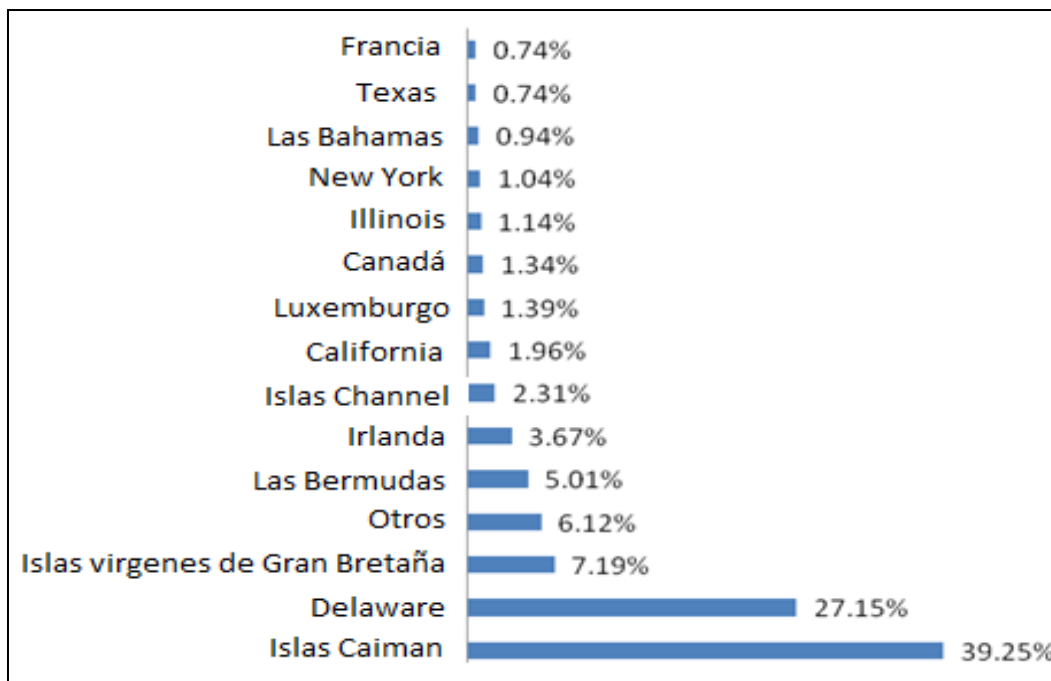 Francia 0.74%
Texas 0.74%
Las Bahamas 0.94%
New York 1.04%
Illinois 1.14%
Canadá 1.34%
Luxemburgo 1.39%
California 1.96%
Islas Channel 2.31%
Irlanda 3.67%
Las Bermudas 5.01%
Otros 6.12%
Islas virgenes de Gran Bretaña 7.19%
Delaware 27.15%
Islas Caiman 39.25%